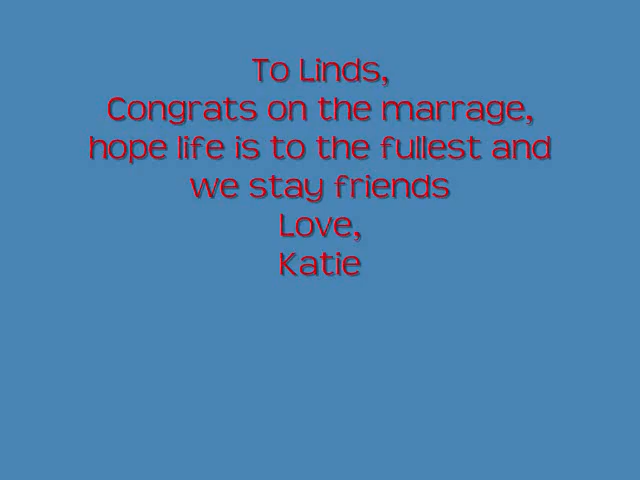 To Linds,
Congrats on the marrage,
hope life is to the fullest and
we stay friends
Love,
Katie